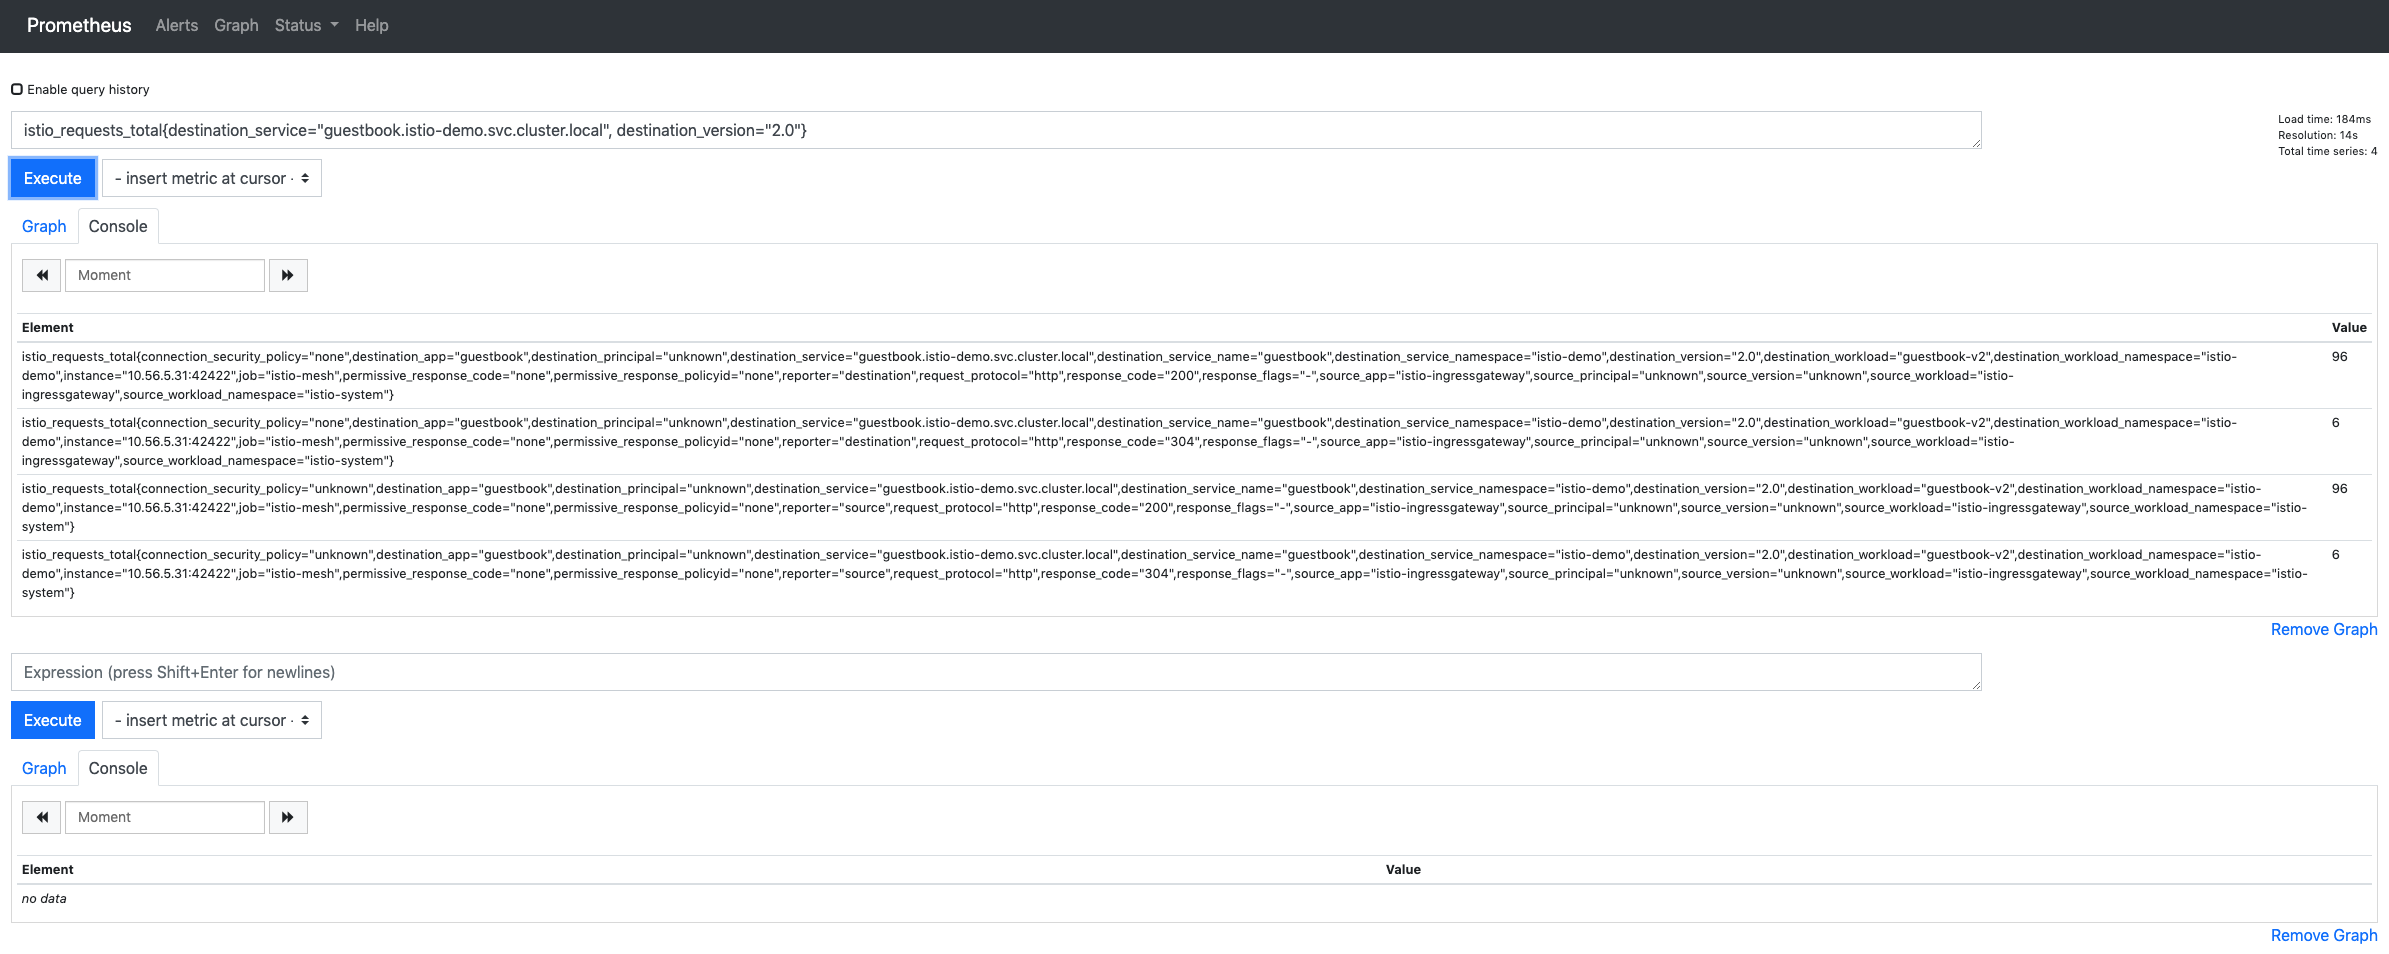 Prometheus Alerts Graph Status Help
Enable query history
istio_requests_total{destination_service="guestbook.istio-demo.svc.cluster.local", destination_version="2.0"}
Load time: 184ms
Resolution: 14s
Total time series: 4
Execute - insert metric at cursor -
Graph Console
Moment
Element Value
istio_requests_total{connection_security_policy="none",destination_app="guestbook",destination_principal="unknown",destination_service="guestbook.istio-demo.svc.cluster.local",destination_service_name="guestbook",destination_service_namespace="istio-demo",destination_version="2.0",destination_workload="guestbook-v2",destination_workload_namespace="istio- 96
demo",instance="10.56.5.31:42422",job="istio-mesh",permissive_response_code="none",permissive_response_policyid="none",reporter="destination",request_protocol="http",response_code="200",response_flags="-",source_app="istio-ingressgateway",source_principal="unknown",source_version="unknown",source_workload="istio-
ingressgateway",source_workload_namespace="istio-system"}
istio_requests_total{connection_security_policy="none",destination_app="guestbook",destination_principal="unknown",destination_service="guestbook.istio-demo.svc.cluster.local",destination_service_name="guestbook",destination_service_namespace="istio-demo",destination_version="2.0",destination_workload="guestbook-v2",destination_workload_namespace="istio- 6
demo",instance="10.56.5.31:42422",job="istio-mesh",permissive_response_code="none",permissive_response_policyid="none",reporter="destination",request_protocol="http",response_code="304",response_flags="-",source_app="istio-ingressgateway",source_principal="unknown",source_version="unknown",source_workload="istio-
ingressgateway",source_workload_namespace="istio-system"}
istio_requests_total{connection_security_policy="unknown",destination_app="guestbook",destination_principal="unknown",destination_service="guestbook.istio-demo.svc.cluster.local",destination_service_name="guestbook",destination_service_namespace="istio-demo",destination_version="2.0",destination_workload="guestbook-v2",destination_workload_namespace="istio- 96
demo",instance="10.56.5.31:42422",job="istio-mesh",permissive_response_code="none",permissive_response_policyid="none",reporter="source",request_protocol="http",response_code="200",response_flags="-",source_app="istio-ingressgateway",source_principal="unknown",source_version="unknown",source_workload="istio-ingressgateway",source_workload_namespace="istio-
system"}
istio_requests_total{connection_security_policy="unknown",destination_app="guestbook",destination_principal="unknown",destination_service="guestbook.istio-demo.svc.cluster.local",destination_service_name="guestbook",destination_service_namespace="istio-demo",destination_version="2.0",destination_workload="guestbook-v2",destination_workload_namespace="istio- 6
demo",instance="10.56.5.31:42422",job="istio-mesh",permissive_response_code="none",permissive_response_policyid="none",reporter="source",request_protocol="http",response_code="304",response_flags="-",source_app="istio-ingressgateway",source_principal="unknown",source_version="unknown",source_workload="istio-ingressgateway",source_workload_namespace="istio-
system"}
Remove Graph
Expression (press Shift+Enter for newlines)
Execute - insert metric at cursor -
Graph Console
Moment
Element Value
no data
Remove Graph